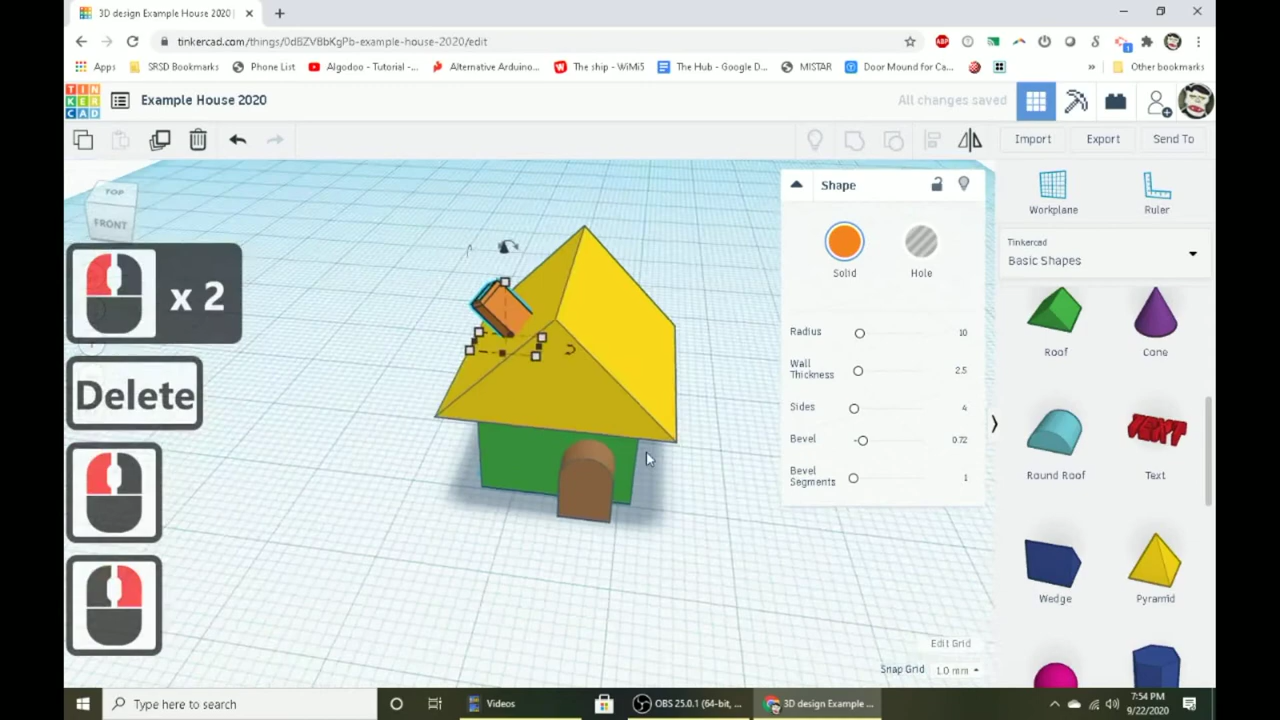 3D design Example House 2020 |
tinkercad.com/things/0dBZVBbKgPb-example-house-2020/edit
ABP
Apps SRSD Bookmarks Phone List Algodoo - Tutorial -... Alternative Arduino... The ship - WiMi5 The Hub - Google D... MISTAR Door Mound for Ca... » Other bookmarks
TIN
KER
CAD
Example House 2020
All changes saved
Import Export Send To
TOP
FRONT
x 2
Delete
Shape
Solid Hole
Radius 10
Wall
Thickness 2.5
Sides 4
Bevel 0.72
Bevel
Segments 1
Workplane Ruler
Tinkercad
Basic Shapes
Roof Cone
TEXT
Round Roof Text
Wedge Pyramid
Edit Grid
Snap Grid 1.0 mm
Type here to search
Videos
OBS 25.0.1 (64-bit, ...
3D design Example ...
7:54 PM
9/22/2020